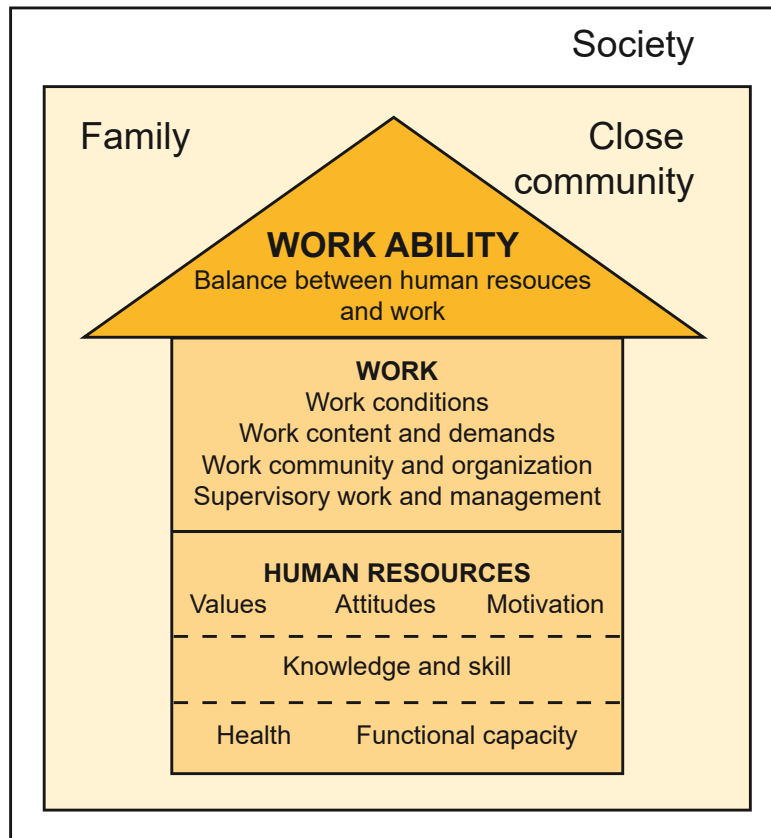 Society
Family
Close
community
WORK ABILITY
Balance between human resouces
and work
WORK
Work conditions
Work content and demands
Work community and organization
Supervisory work and management
HUMAN RESOURCES
Values Attitudes Motivation
Knowledge and skill
Health Functional capacity